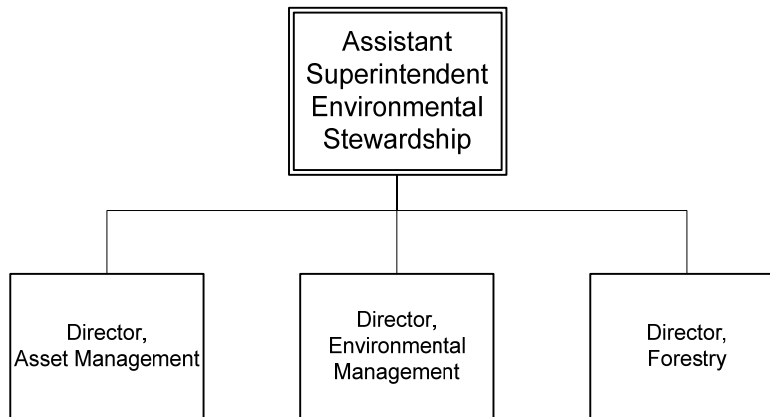 Assistant
Superintendent
Environmental
Stewardship
Director,
Asset Management
Director,
Environmental
Management
Director,
Forestry